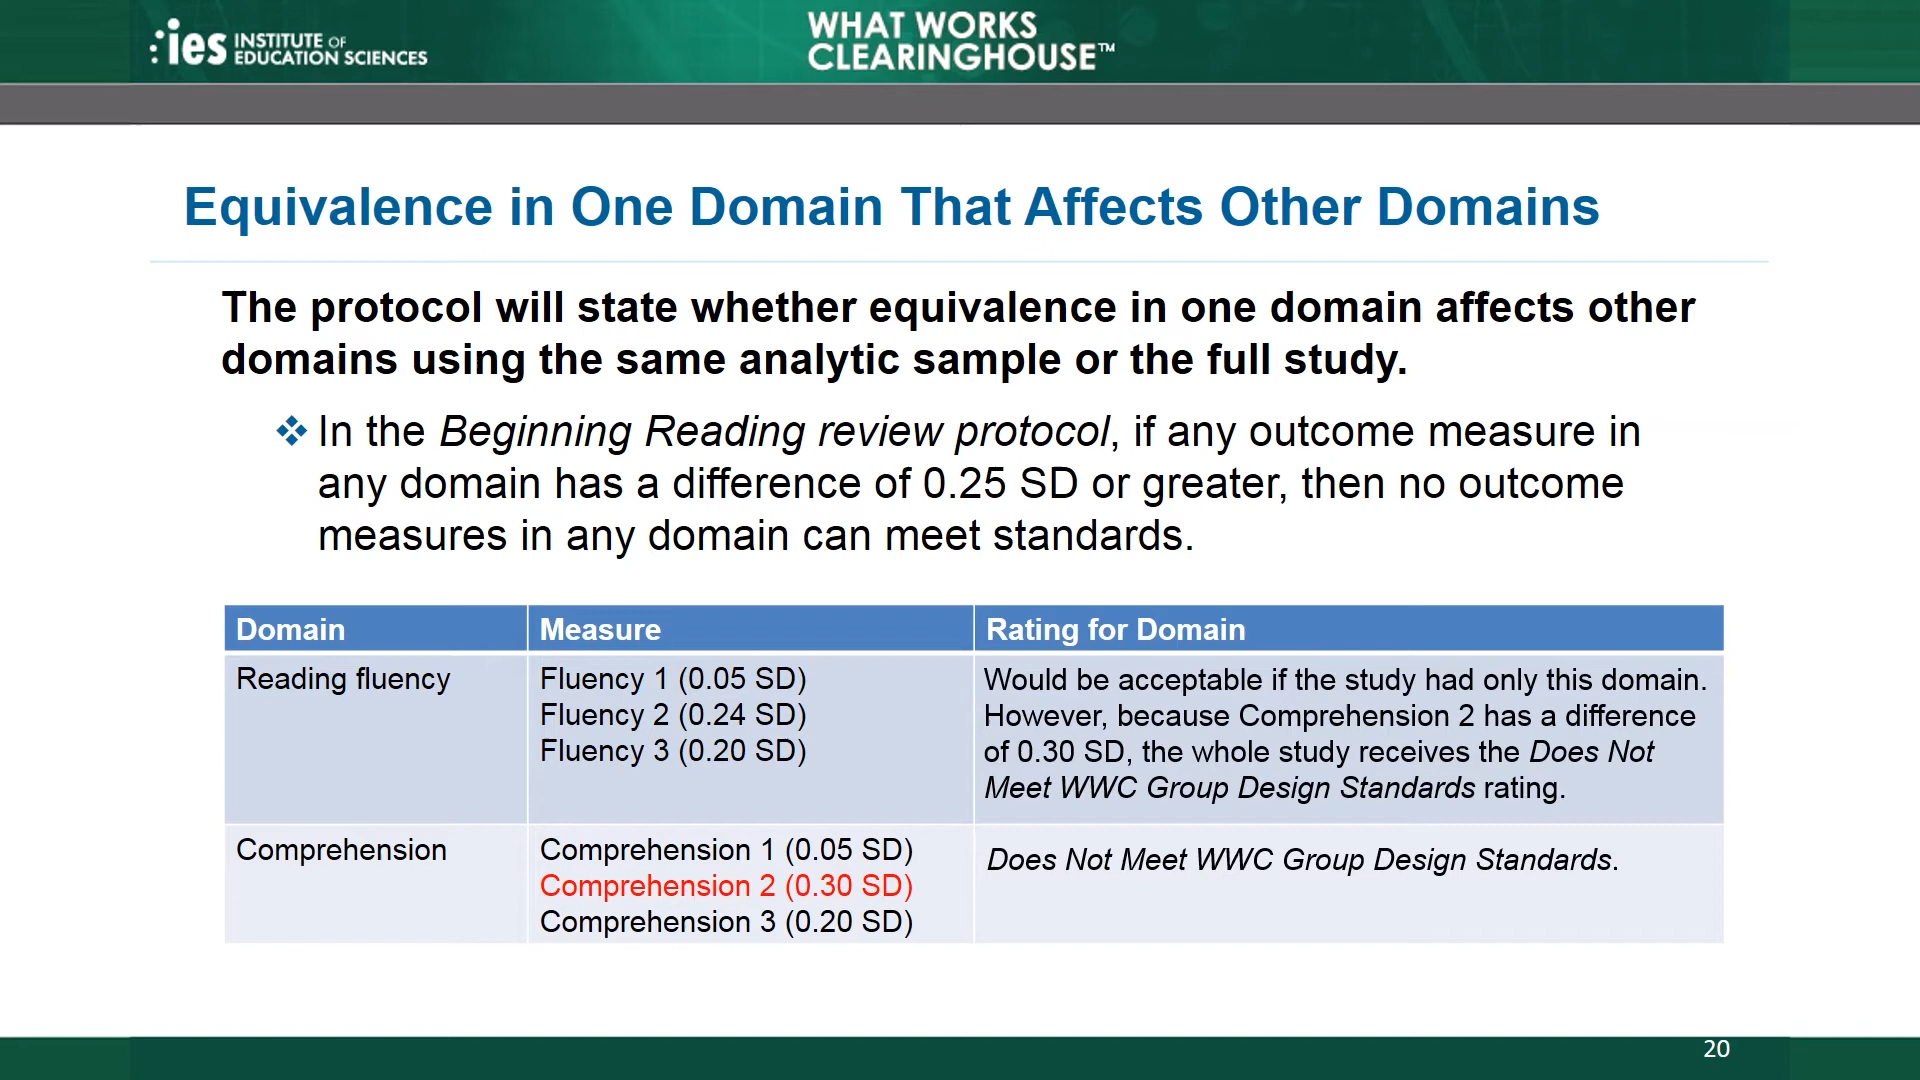 ies INSTITUTE OF
EDUCATION SCIENCES
WHAT WORKS
CLEARINGHOUSE™
Equivalence in One Domain That Affects Other Domains
The protocol will state whether equivalence in one domain affects other
domains using the same analytic sample or the full study.
In the Beginning Reading review protocol, if any outcome measure in
any domain has a difference of 0.25 SD or greater, then no outcome
measures in any domain can meet standards.
Domain Measure Rating for Domain
Reading fluency
Fluency 1 (0.05 SD)
Fluency 2 (0.24 SD)
Fluency 3 (0.20 SD)
Would be acceptable if the study had only this domain.
However, because Comprehension 2 has a difference
of 0.30 SD, the whole study receives the Does Not
Meet WWC Group Design Standards rating.
Comprehension
Comprehension 1 (0.05 SD)
Comprehension 2 (0.30 SD)
Comprehension 3 (0.20 SD)
Does Not Meet WWC Group Design Standards.
20